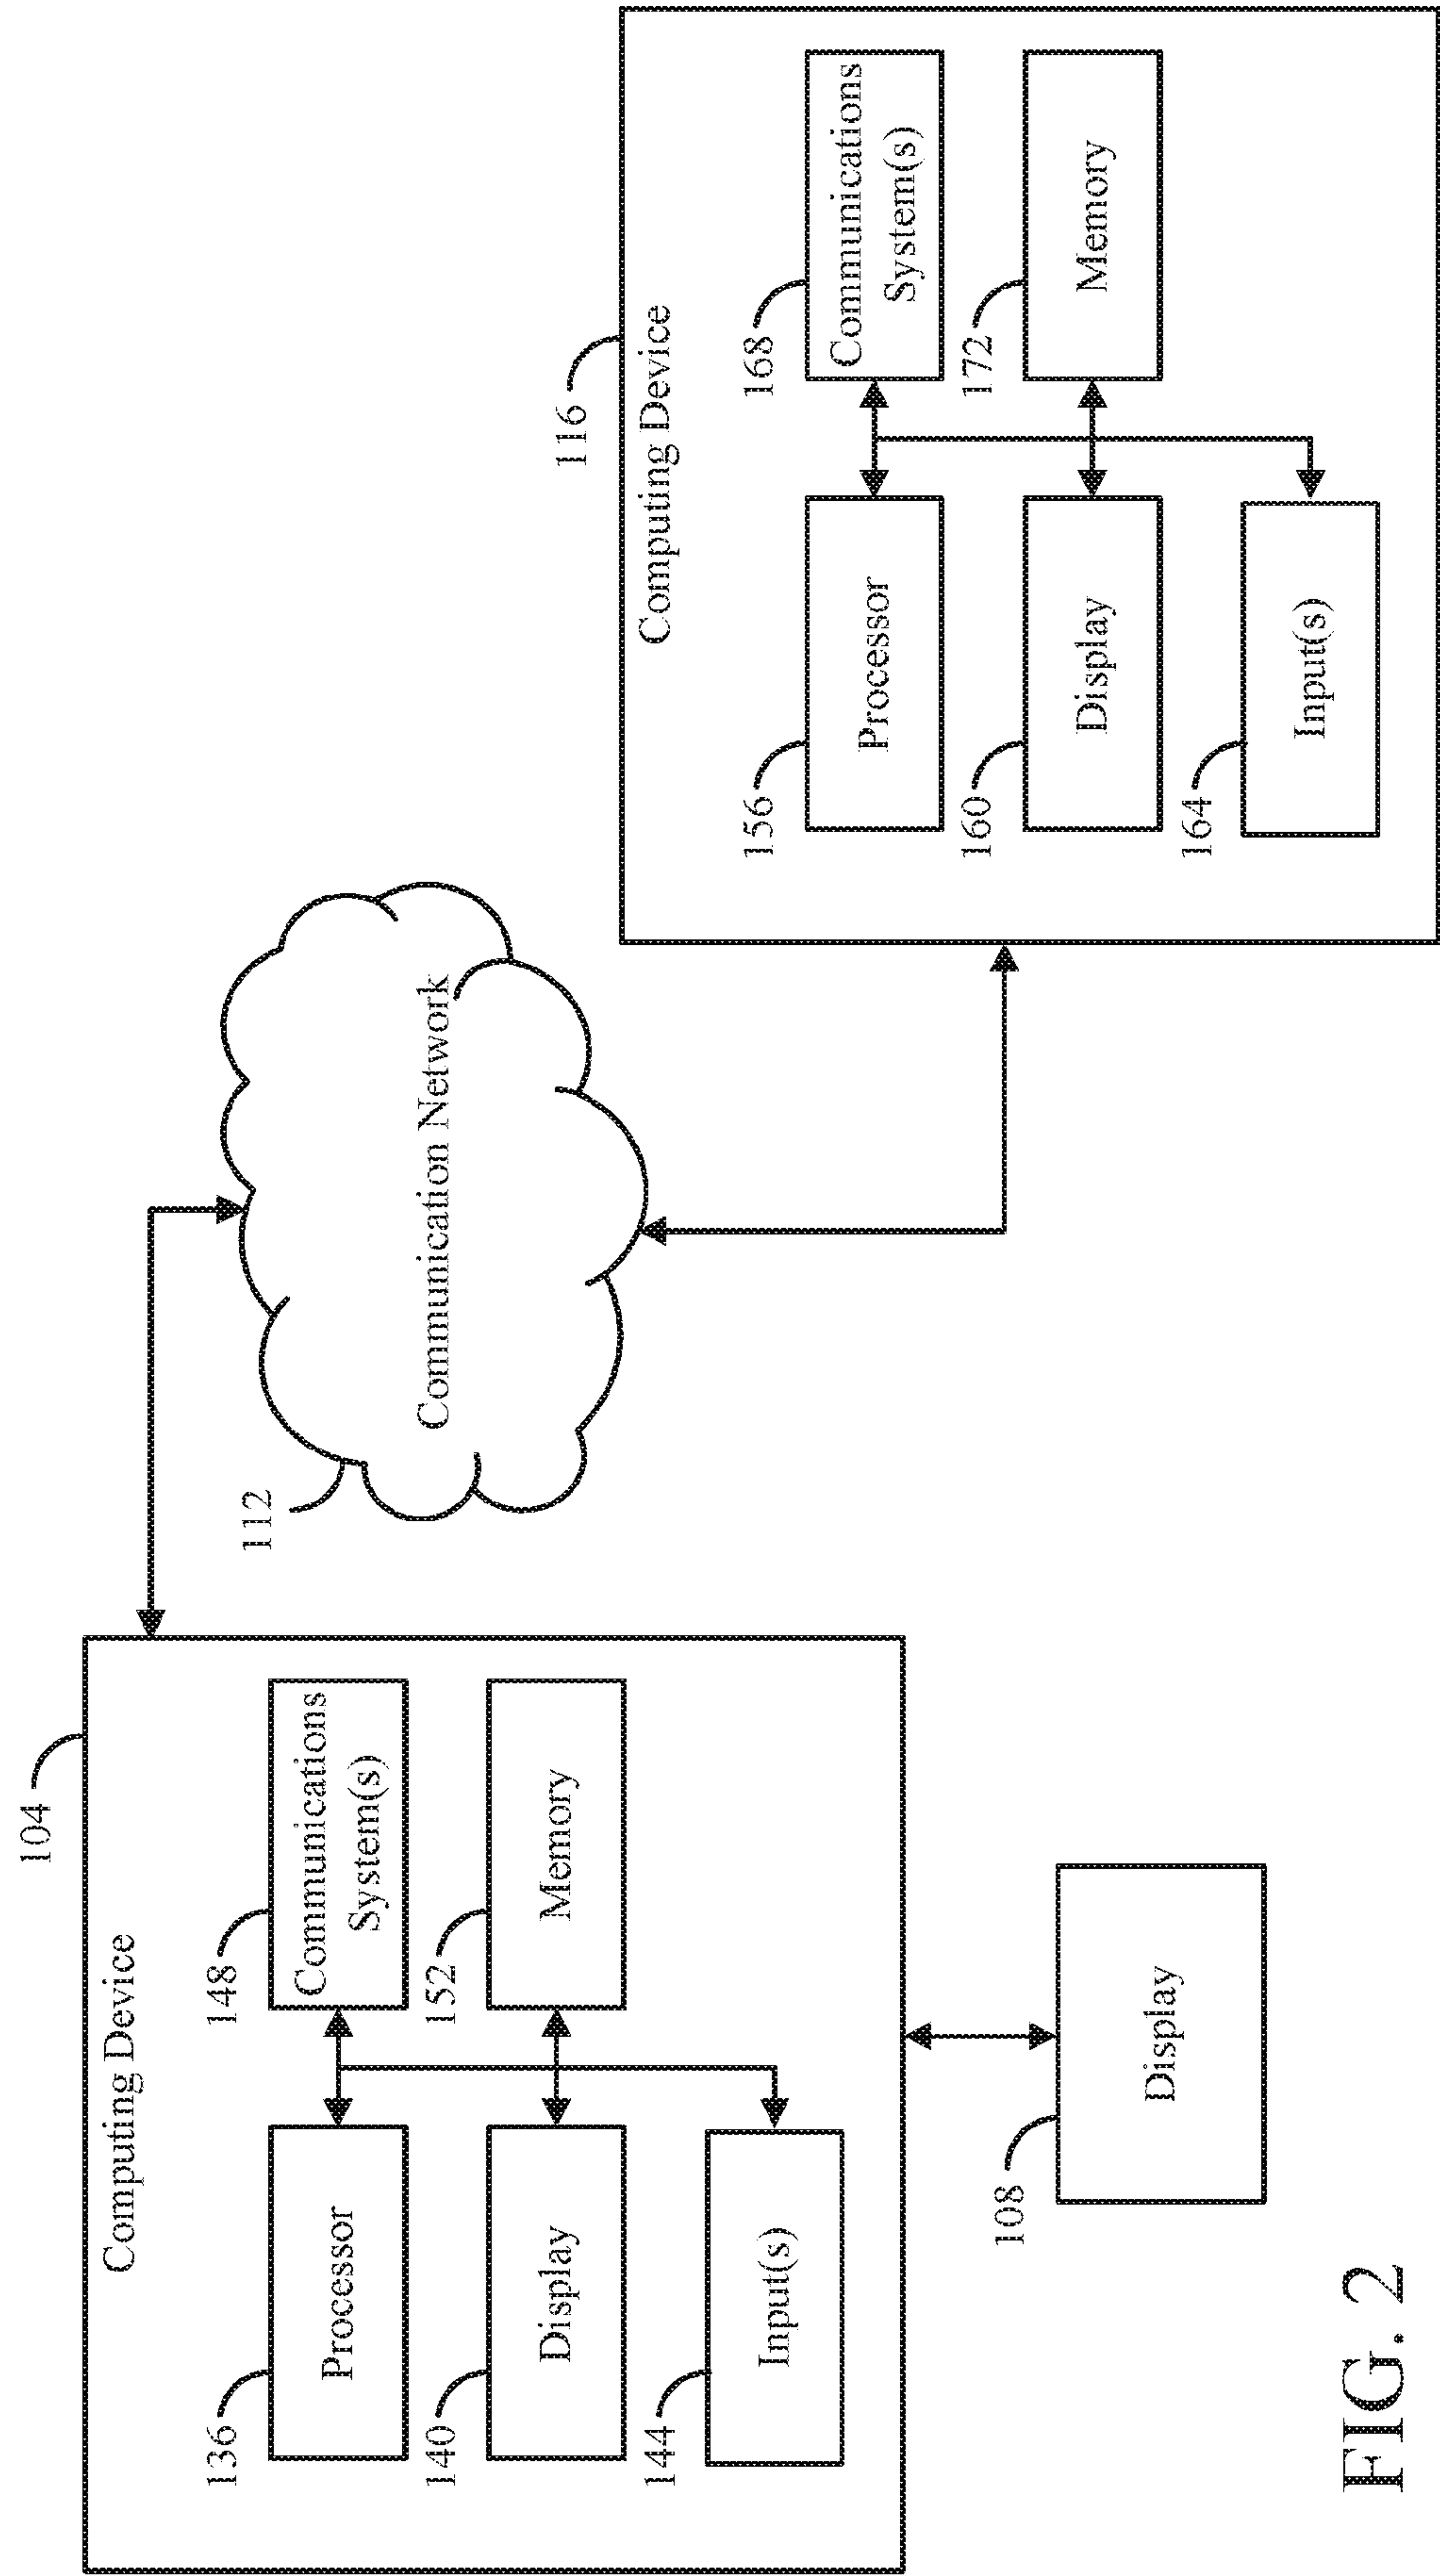 104
Computing Device
136
Processor
148
Communications
System(s)
140
Display
152
Memory
144
Input(s)
108
Display
112
Communication Network
116
Computing Device
156
Processor
168
Communications
System(s)
160
Display
172
Memory
164
Input(s)
FIG. 2